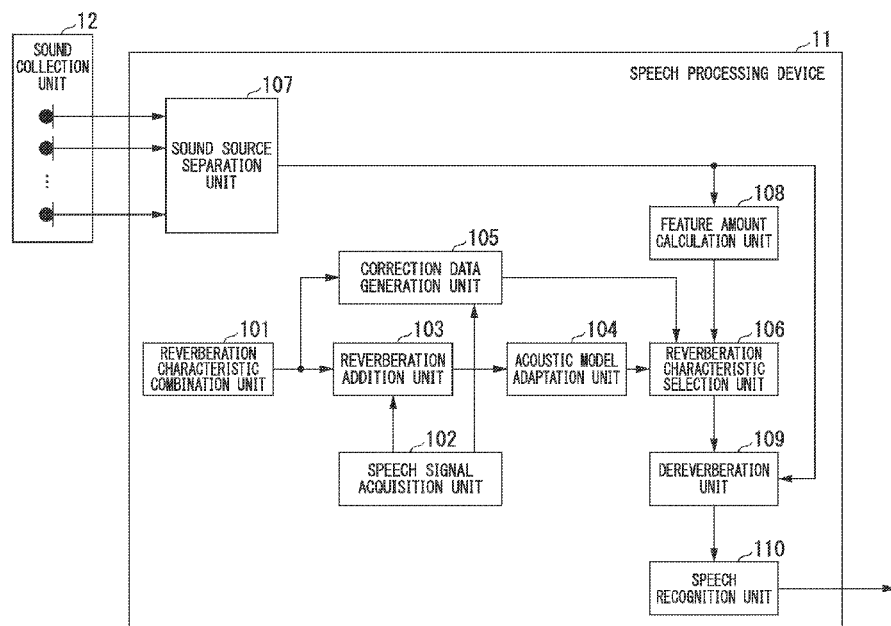 12
SOUND
COLLECTION
UNIT
11
SPEECH PROCESSING DEVICE
107
SOUND SOURCE
SEPARATION
UNIT
108
FEATURE AMOUNT
CALCULATION UNIT
105
CORRECTION DATA
GENERATION UNIT
101
REVERBERATION
CHARACTERISTIC
COMBINATION UNIT
103
REVERBERATION
ADDITION UNIT
104
ACOUSTIC MODEL
ADAPTATION UNIT
106
REVERBERATION
CHARACTERISTIC
SELECTION UNIT
102
SPEECH SIGNAL
ACQUISITION UNIT
109
DEREVERBERATION
UNIT
110
SPEECH
RECOGNITION UNIT